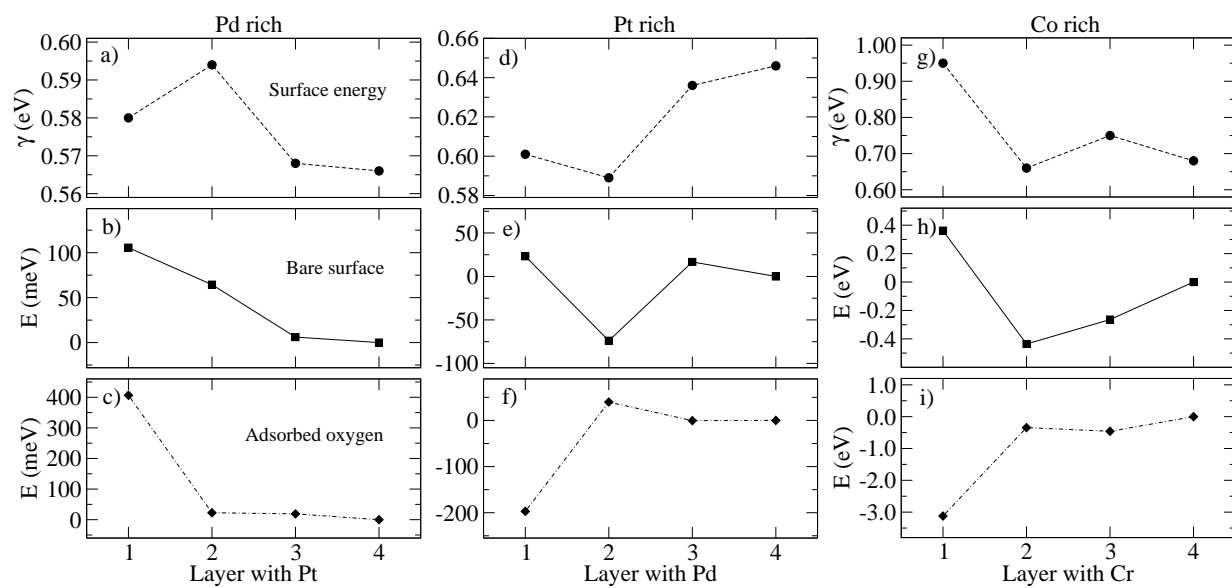 Pd rich
Pt rich
Co rich
a)
Surface energy
γ (eV)
0.60
0.59
0.58
0.57
0.56
d)
0.66
0.64
0.62
0.60
0.58
g)
γ (eV)
1.00
0.90
0.80
0.70
0.60
b)
Bare surface
E (meV)
100
50
0
e)
50
25
0
-25
-50
-75
-100
h)
E (eV)
0.4
0.2
0
-0.2
-0.4
c)
Adsorbed oxygen
E (meV)
400
300
200
100
0
f)
0
-100
-200
i)
E (eV)
1.0
0.0
-1.0
-2.0
-3.0
1 2 3 4
Layer with Pt
1 2 3 4
Layer with Pd
1 2 3 4
Layer with Cr